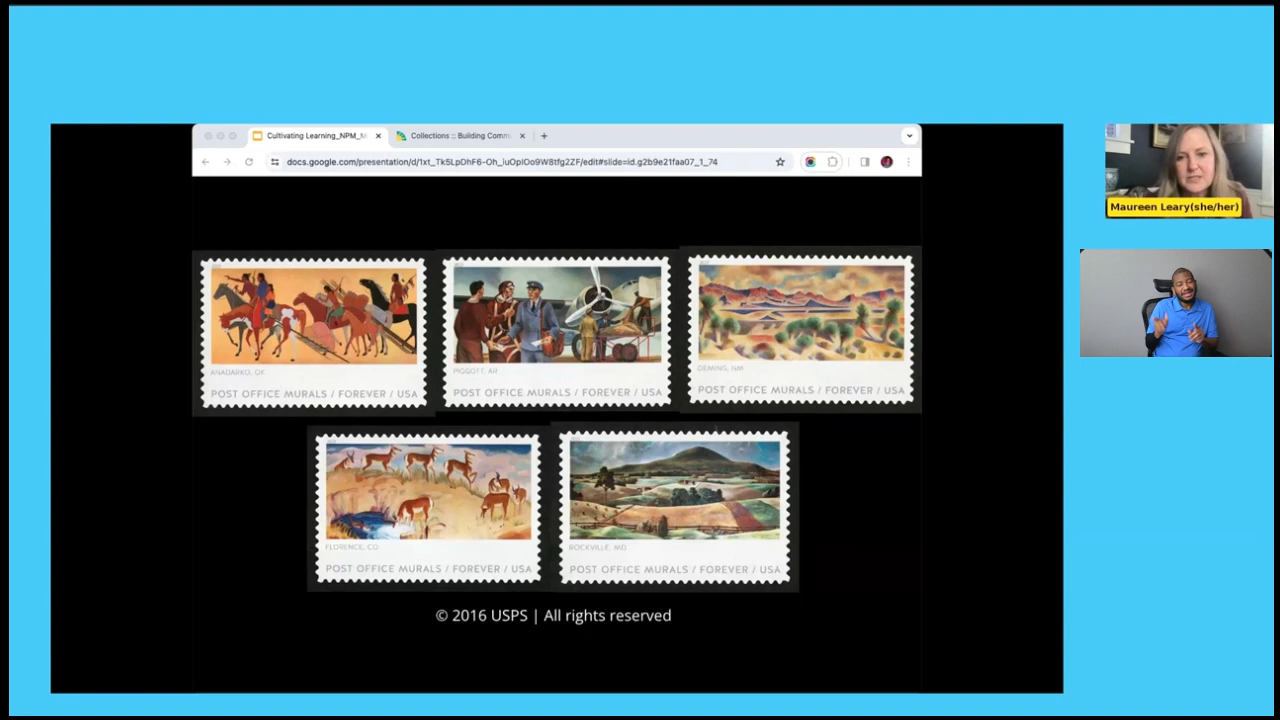 Cultivating Learning_NPM_M
Collections :: Building Comm
docs.google.com/presentation/d/1xt_Tk5LpDhF6-Oh_iuOplOo9W8tfg2ZF/edit#slide=id.g2b9e21faa07_1_74
Maureen Leary(she/her)
ANADARKO, OK
POST OFFICE MURALS / FOREVER / USA
PIGGOTT, AR
POST OFFICE MURALS / FOREVER / USA
DEMING, NM
POST OFFICE MURALS / FOREVER / USA
FLORENCE, CO
POST OFFICE MURALS / FOREVER / USA
ROCKVILLE, MD
POST OFFICE MURALS / FOREVER / USA
© 2016 USPS | All rights reserved